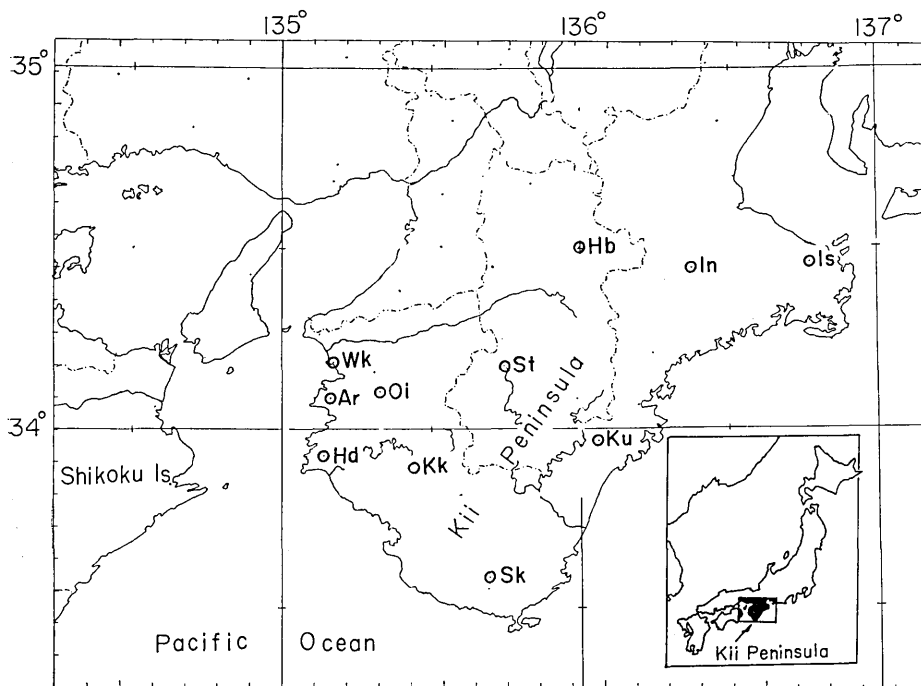 135° 136° 137°
35°
Hb
In
Is
Wk
St
Ar
Oi
34°
Peninsula
Ku
Hd
Kk
Shikoku Is.
Kii
Sk
Pacific Ocean
Kii Peninsula